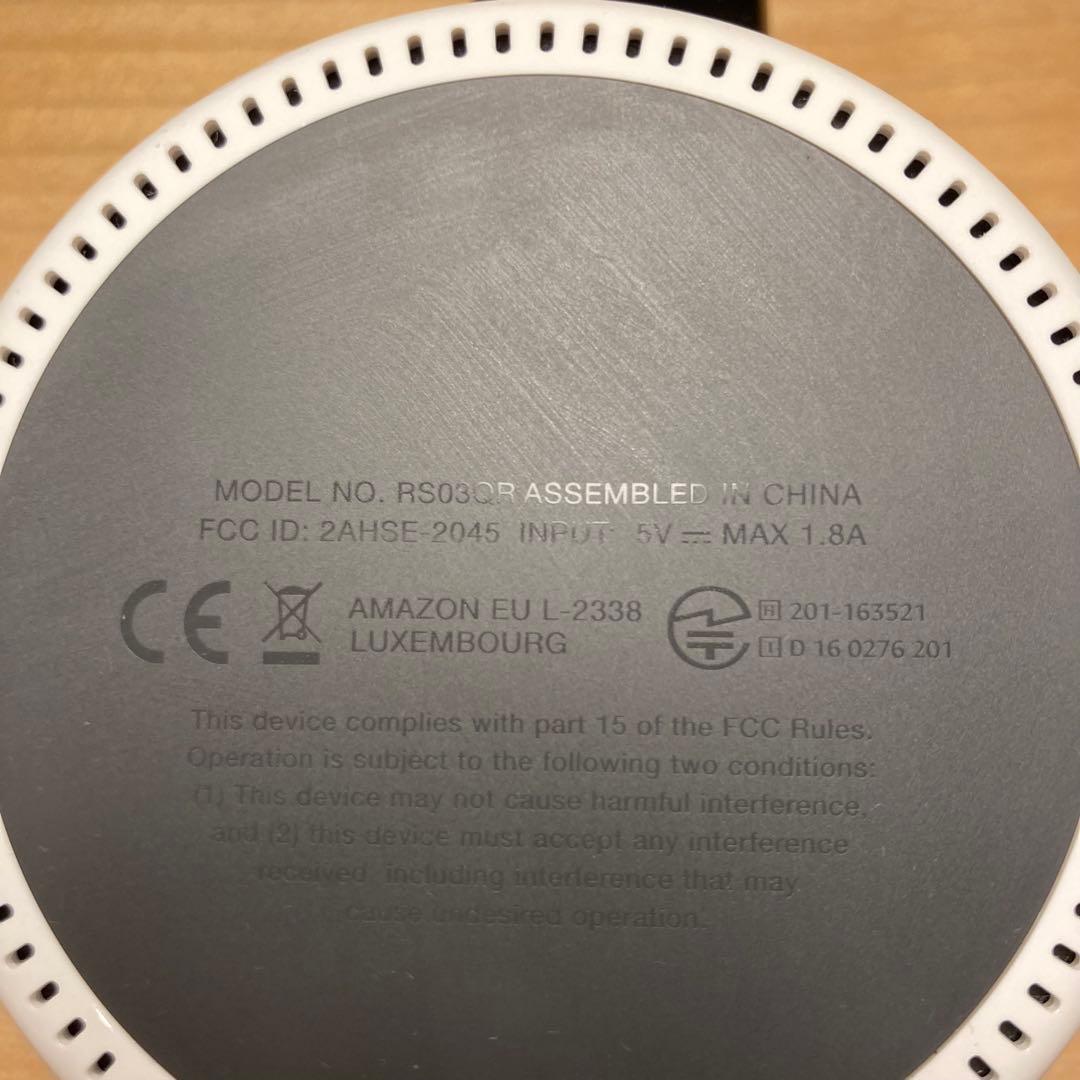 MODEL NO. RS03QR ASSEMBLED IN CHINA
FCC ID: 2AHSE-2045 INPUT: 5V ⎓ MAX 1.8A
CE AMAZON EU L-2338
LUXEMBOURG
H 201-163521
T D 16 0276 201
This device complies with part 15 of the FCC Rules.
Operation is subject to the following two conditions:
(1) This device may not cause harmful interference,
and (2) this device must accept any interference
received, including interference that may
cause undesired operation.